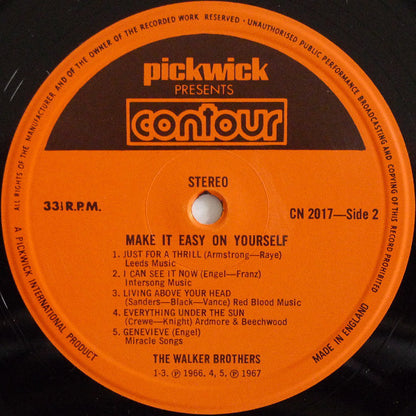 ALL RIGHTS OF THE MANUFACTURER AND OF THE OWNER OF THE RECORDED WORK RESERVED · UNAUTHORISED PUBLIC PERFORMANCE BROADCASTING AND COPYING OF THIS RECORD PROHIBITED
pickwick
PRESENTS
contour
STEREO
33⅓ R.P.M.
CN 2017—Side 2
MAKE IT EASY ON YOURSELF
1. JUST FOR A THRILL (Armstrong—Raye)
Leeds Music
2. I CAN SEE IT NOW (Engel—Franz)
Intersong Music
3. LIVING ABOVE YOUR HEAD
(Sanders—Black—Vance) Red Blood Music
4. EVERYTHING UNDER THE SUN
(Crewe—Knight) Ardmore & Beechwood
5. GENEVIEVE (Engel)
Miracle Songs
THE WALKER BROTHERS
1-3. ℗ 1966. 4, 5. ℗ 1967
A PICKWICK INTERNATIONAL PRODUCT
MADE IN ENGLAND